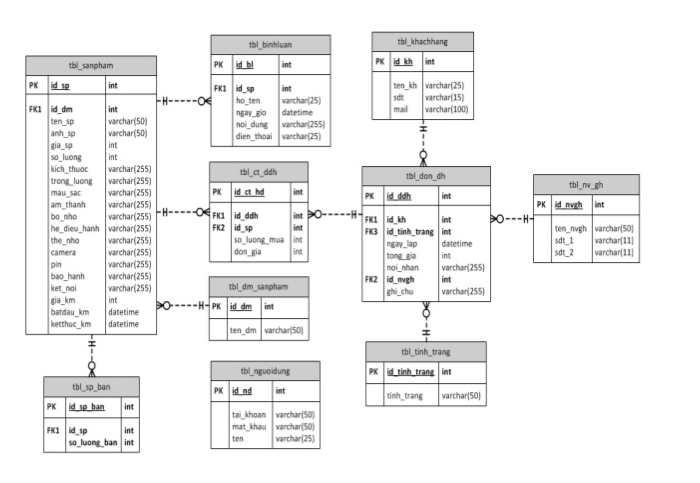 tbl_sanpham
PK id_sp int
FK1 id_dm int
ten_sp varchar(50)
anh_sp varchar(50)
gia_sp int
so_luong int
kich_thuoc varchar(255)
trong_luong varchar(255)
mau_sac varchar(255)
am_thanh varchar(255)
bo_nho varchar(255)
he_dieu_hanh varchar(255)
the_nho varchar(255)
camera varchar(255)
pin varchar(255)
bao_hanh varchar(255)
ket_noi varchar(255)
gia_km int
batdau_km datetime
ketthuc_km datetime
tbl_binhluan
PK id_bl int
FK1 id_sp int
ho_ten varchar(25)
ngay_gio datetime
noi_dung varchar(255)
dien_thoai varchar(25)
tbl_khachhang
PK id_kh int
ten_kh varchar(25)
sdt varchar(15)
mail varchar(100)
tbl_ct_ddh
PK id_ct_hd int
FK1 id_ddh int
FK2 id_sp int
so_luong_mua int
don_gia int
tbl_don_dh
PK id_ddh int
FK1 id_kh int
FK3 id_tinh_trang int
ngay_lap datetime
tong_gia int
noi_nhan varchar(255)
FK2 id_nvgh int
ghi_chu varchar(255)
tbl_nv_gh
PK id_nvgh int
ten_nvgh varchar(50)
sdt_1 varchar(11)
sdt_2 varchar(11)
tbl_dm_sanpham
PK id_dm int
ten_dm varchar(50)
tbl_tinh_trang
PK id_tinh_trang int
tinh_trang varchar(50)
tbl_nguoidung
PK id_nd int
tai_khoan varchar(50)
mat_khau varchar(50)
ten varchar(25)
tbl_sp_ban
PK id_sp_ban int
FK1 id_sp int
so_luong_ban int